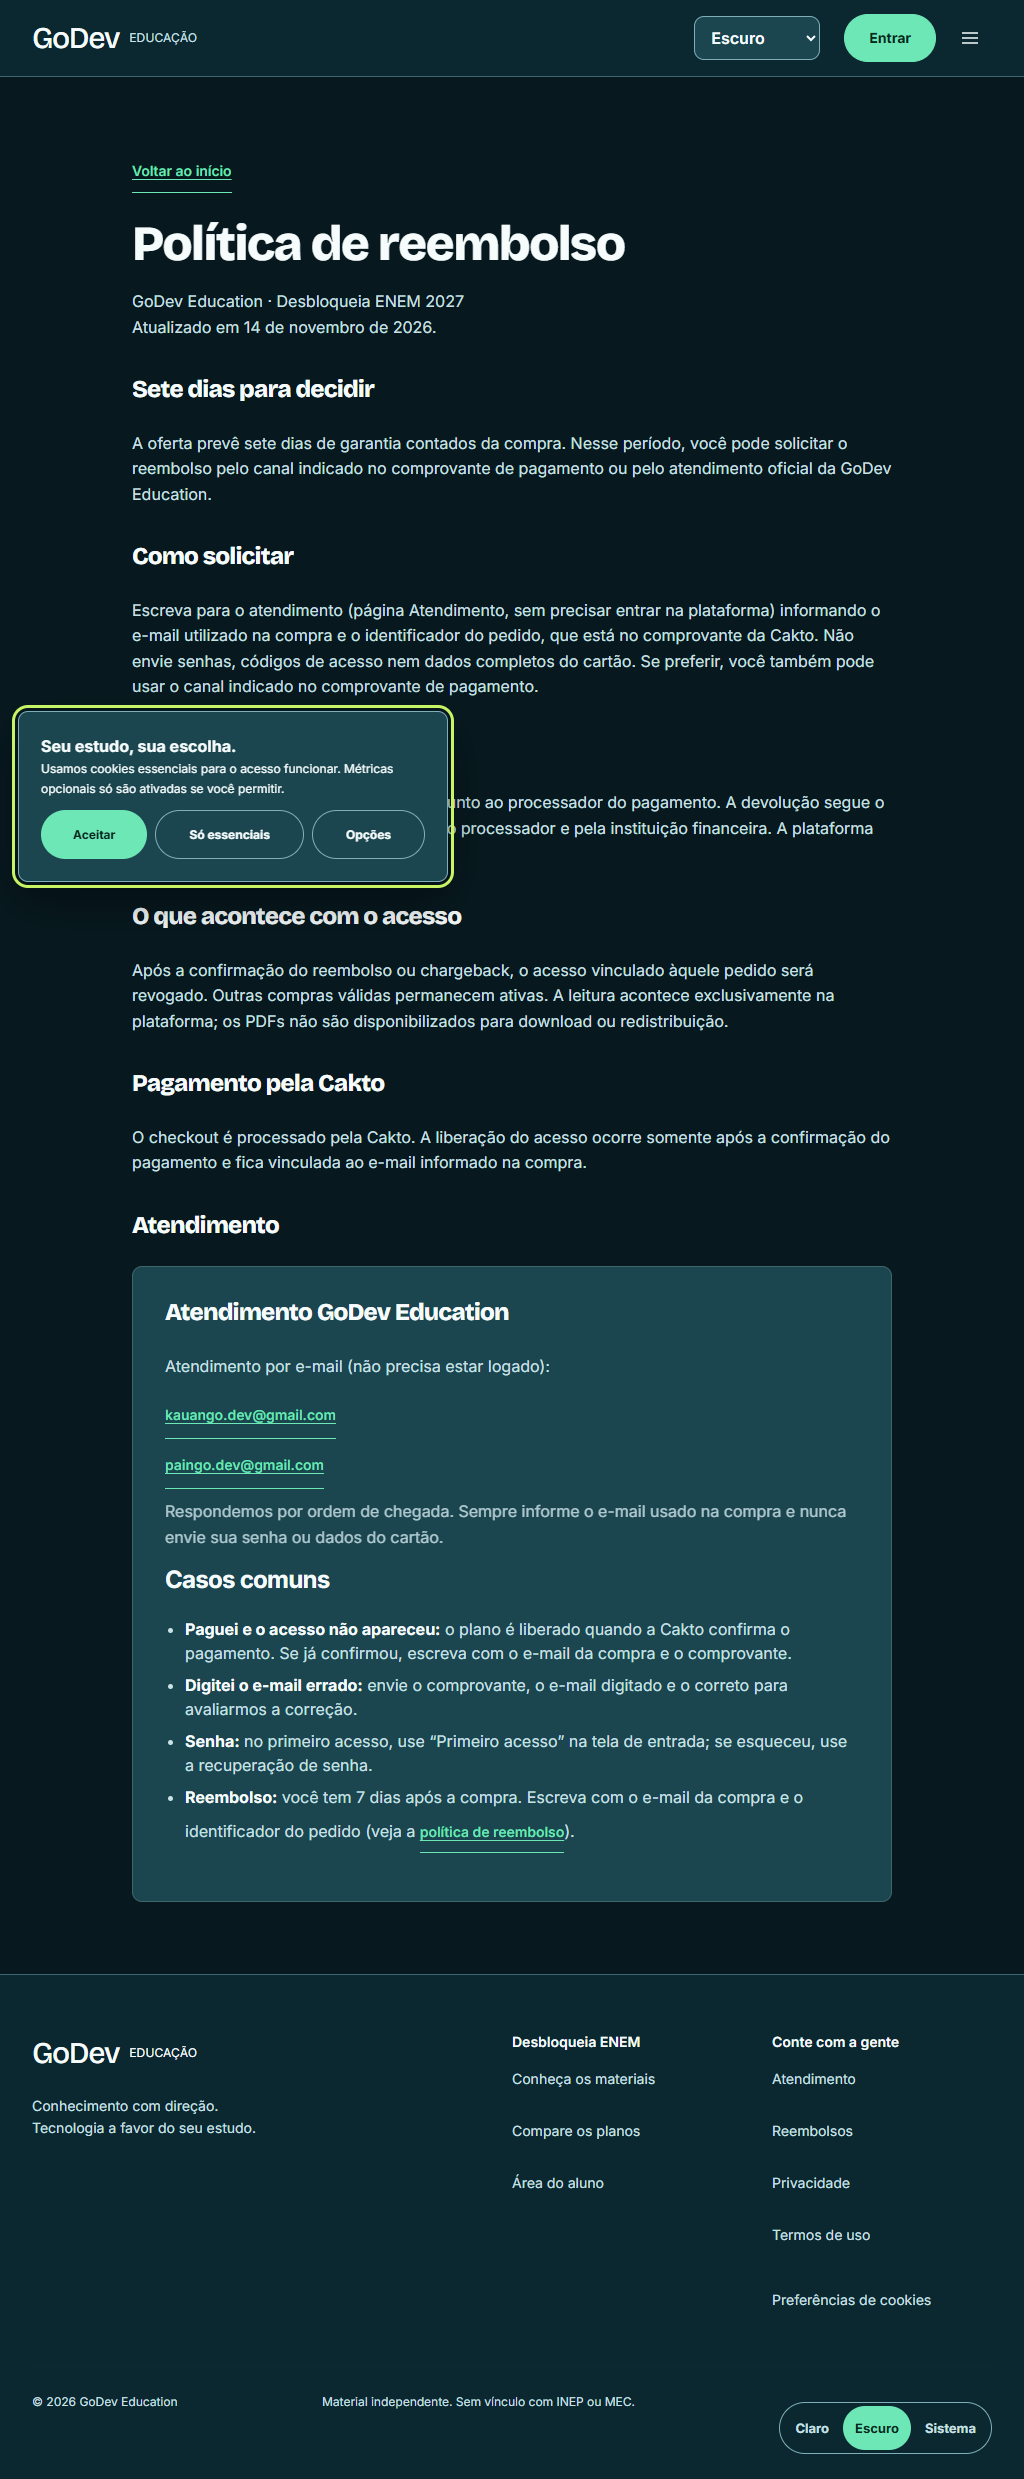 GoDev EDUCAÇÃO
Escuro
Entrar
Voltar ao início
Política de reembolso
GoDev Education · Desbloqueia ENEM 2027
Atualizado em 14 de novembro de 2026.
Sete dias para decidir
A oferta prevê sete dias de garantia contados da compra. Nesse período, você pode solicitar o
reembolso pelo canal indicado no comprovante de pagamento ou pelo atendimento oficial da GoDev
Education.
Como solicitar
Escreva para o atendimento (página Atendimento, sem precisar entrar na plataforma) informando o
e-mail utilizado na compra e o identificador do pedido, que está no comprovante da Cakto. Não
envie senhas, códigos de acesso nem dados completos do cartão. Se preferir, você também pode
usar o canal indicado no comprovante de pagamento.
Seu estudo, sua escolha.
Usamos cookies essenciais para o acesso funcionar. Métricas
opcionais só são ativadas se você permitir.
Aceitar
Só essenciais
Opções
ao processador do pagamento. A devolução segue o
processador e pela instituição financeira. A plataforma
O que acontece com o acesso
Após a confirmação do reembolso ou chargeback, o acesso vinculado àquele pedido será
revogado. Outras compras válidas permanecem ativas. A leitura acontece exclusivamente na
plataforma; os PDFs não são disponibilizados para download ou redistribuição.
Pagamento pela Cakto
O checkout é processado pela Cakto. A liberação do acesso ocorre somente após a confirmação do
pagamento e fica vinculada ao e-mail informado na compra.
Atendimento
Atendimento GoDev Education
Atendimento por e-mail (não precisa estar logado):
kauango.dev@gmail.com
paingo.dev@gmail.com
Respondemos por ordem de chegada. Sempre informe o e-mail usado na compra e nunca
envie sua senha ou dados do cartão.
Casos comuns
• Paguei e o acesso não apareceu: o plano é liberado quando a Cakto confirma o
pagamento. Se já confirmou, escreva com o e-mail da compra e o comprovante.
• Digitei o e-mail errado: envie o comprovante, o e-mail digitado e o correto para
avaliarmos a correção.
• Senha: no primeiro acesso, use “Primeiro acesso” na tela de entrada; se esqueceu, use
a recuperação de senha.
• Reembolso: você tem 7 dias após a compra. Escreva com o e-mail da compra e o
identificador do pedido (veja a política de reembolso).
GoDev EDUCAÇÃO
Conhecimento com direção.
Tecnologia a favor do seu estudo.
Desbloqueia ENEM
Conheça os materiais
Compare os planos
Área do aluno
Conte com a gente
Atendimento
Reembolsos
Privacidade
Termos de uso
Preferências de cookies
© 2026 GoDev Education
Material independente. Sem vínculo com INEP ou MEC.
Claro
Escuro
Sistema